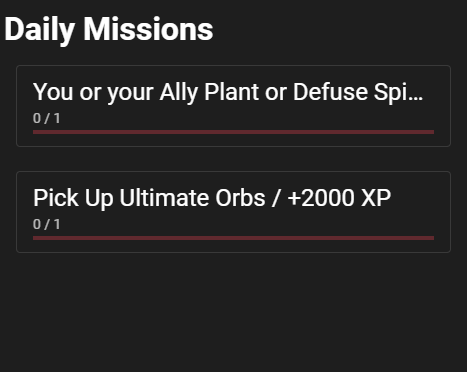 Daily Missions
You or your Ally Plant or Defuse Spi...
0 / 1
Pick Up Ultimate Orbs / +2000 XP
0 / 1